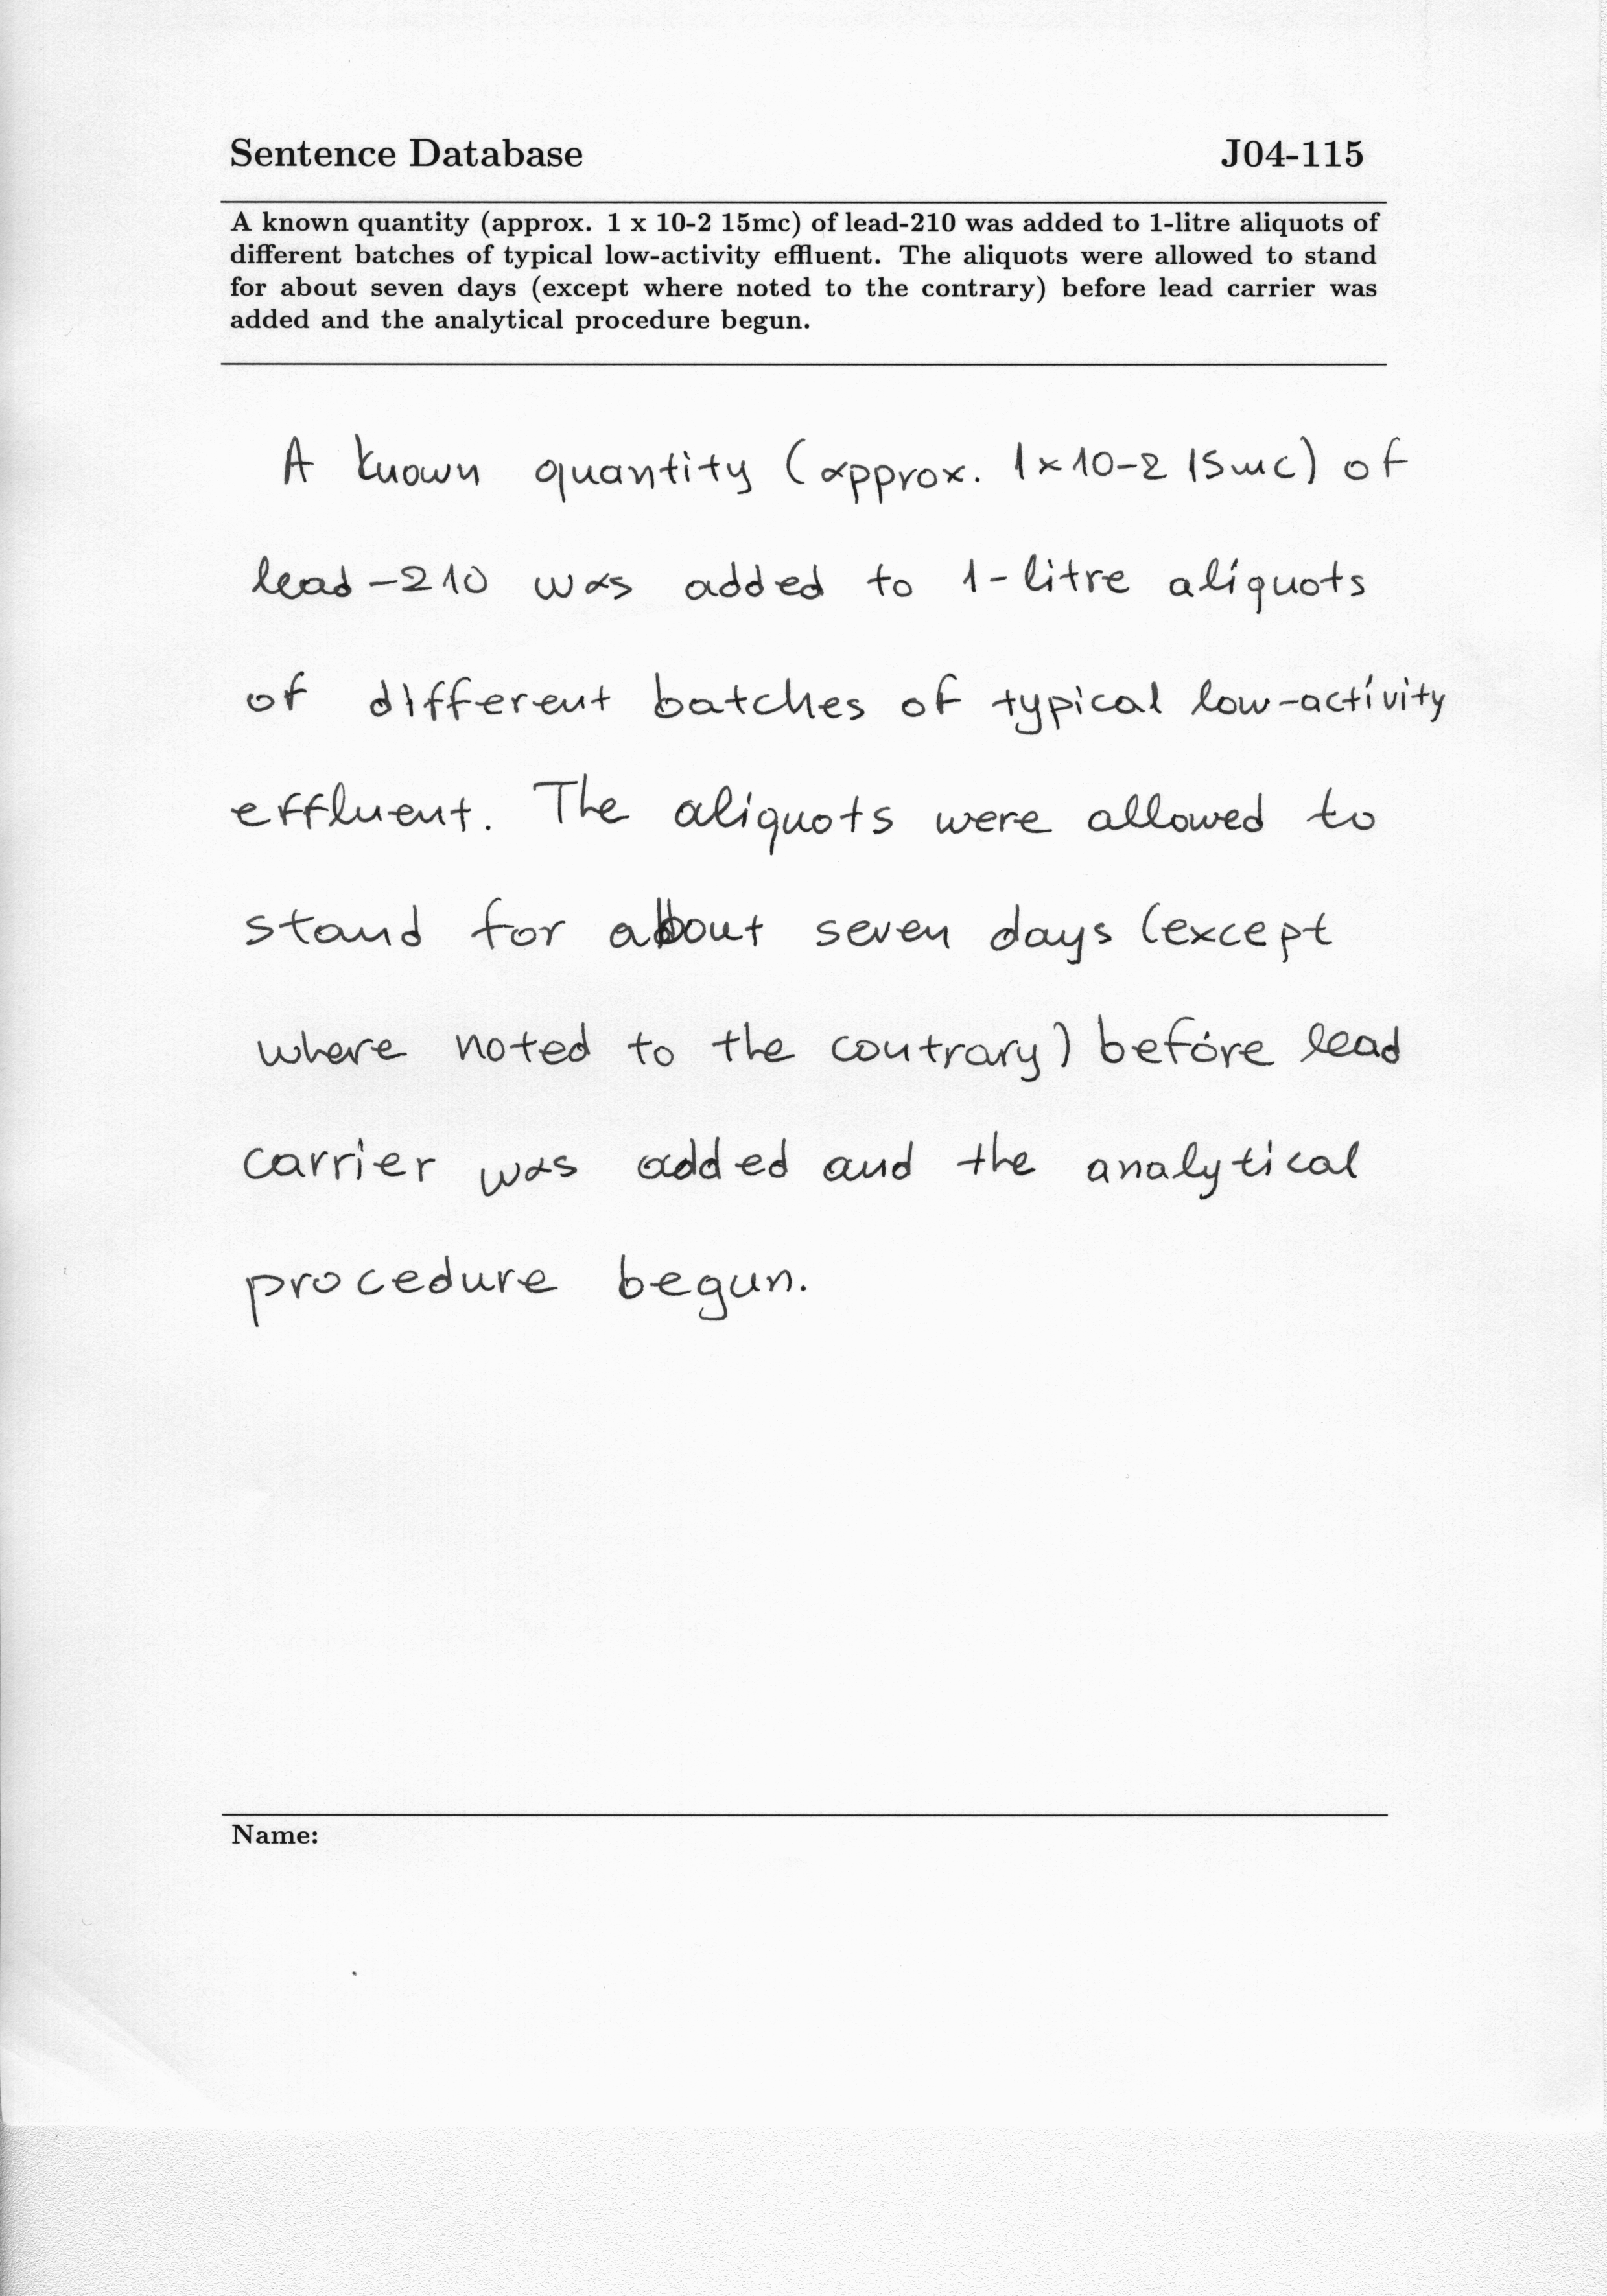 Sentence Database J04-115
A known quantity (approx. 1 x 10-2 15mc) of lead-210 was added to 1-litre aliquots of
different batches of typical low-activity effluent. The aliquots were allowed to stand
for about seven days (except where noted to the contrary) before lead carrier was
added and the analytical procedure begun.
A known quantity (approx. 1x10-2 15mc) of
lead-210 was added to 1-litre aliquots
of different batches of typical low-activity
effluent. The aliquots were allowed to
stand for about seven days (except
where noted to the contrary) before lead
carrier was added and the analytical
procedure begun.
Name: